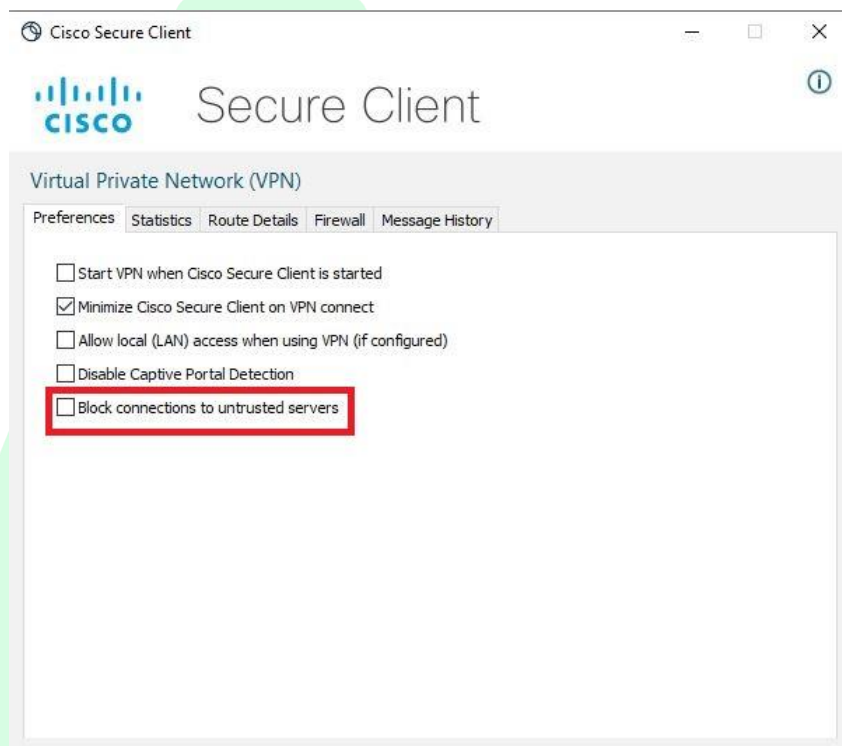 Cisco Secure Client
CISCO
Secure Client
Virtual Private Network (VPN)
Preferences Statistics Route Details Firewall Message History
Start VPN when Cisco Secure Client is started
Minimize Cisco Secure Client on VPN connect
Allow local (LAN) access when using VPN (if configured)
Disable Captive Portal Detection
Block connections to untrusted servers